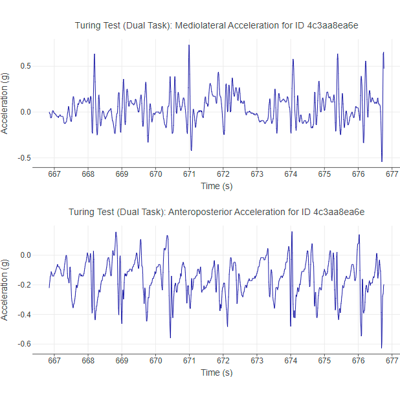 Turing Test (Dual Task): Mediolateral Acceleration for ID 4c3aa8ea6e
Acceleration (g)
0.5
0.0
-0.5
667 668 669 670 671 672 673 674 675 676 677
Time (s)
Turing Test (Dual Task): Anteroposterior Acceleration for ID 4c3aa8ea6e
Acceleration (g)
0.0
-0.2
-0.4
-0.6
667 668 669 670 671 672 673 674 675 676 677
Time (s)